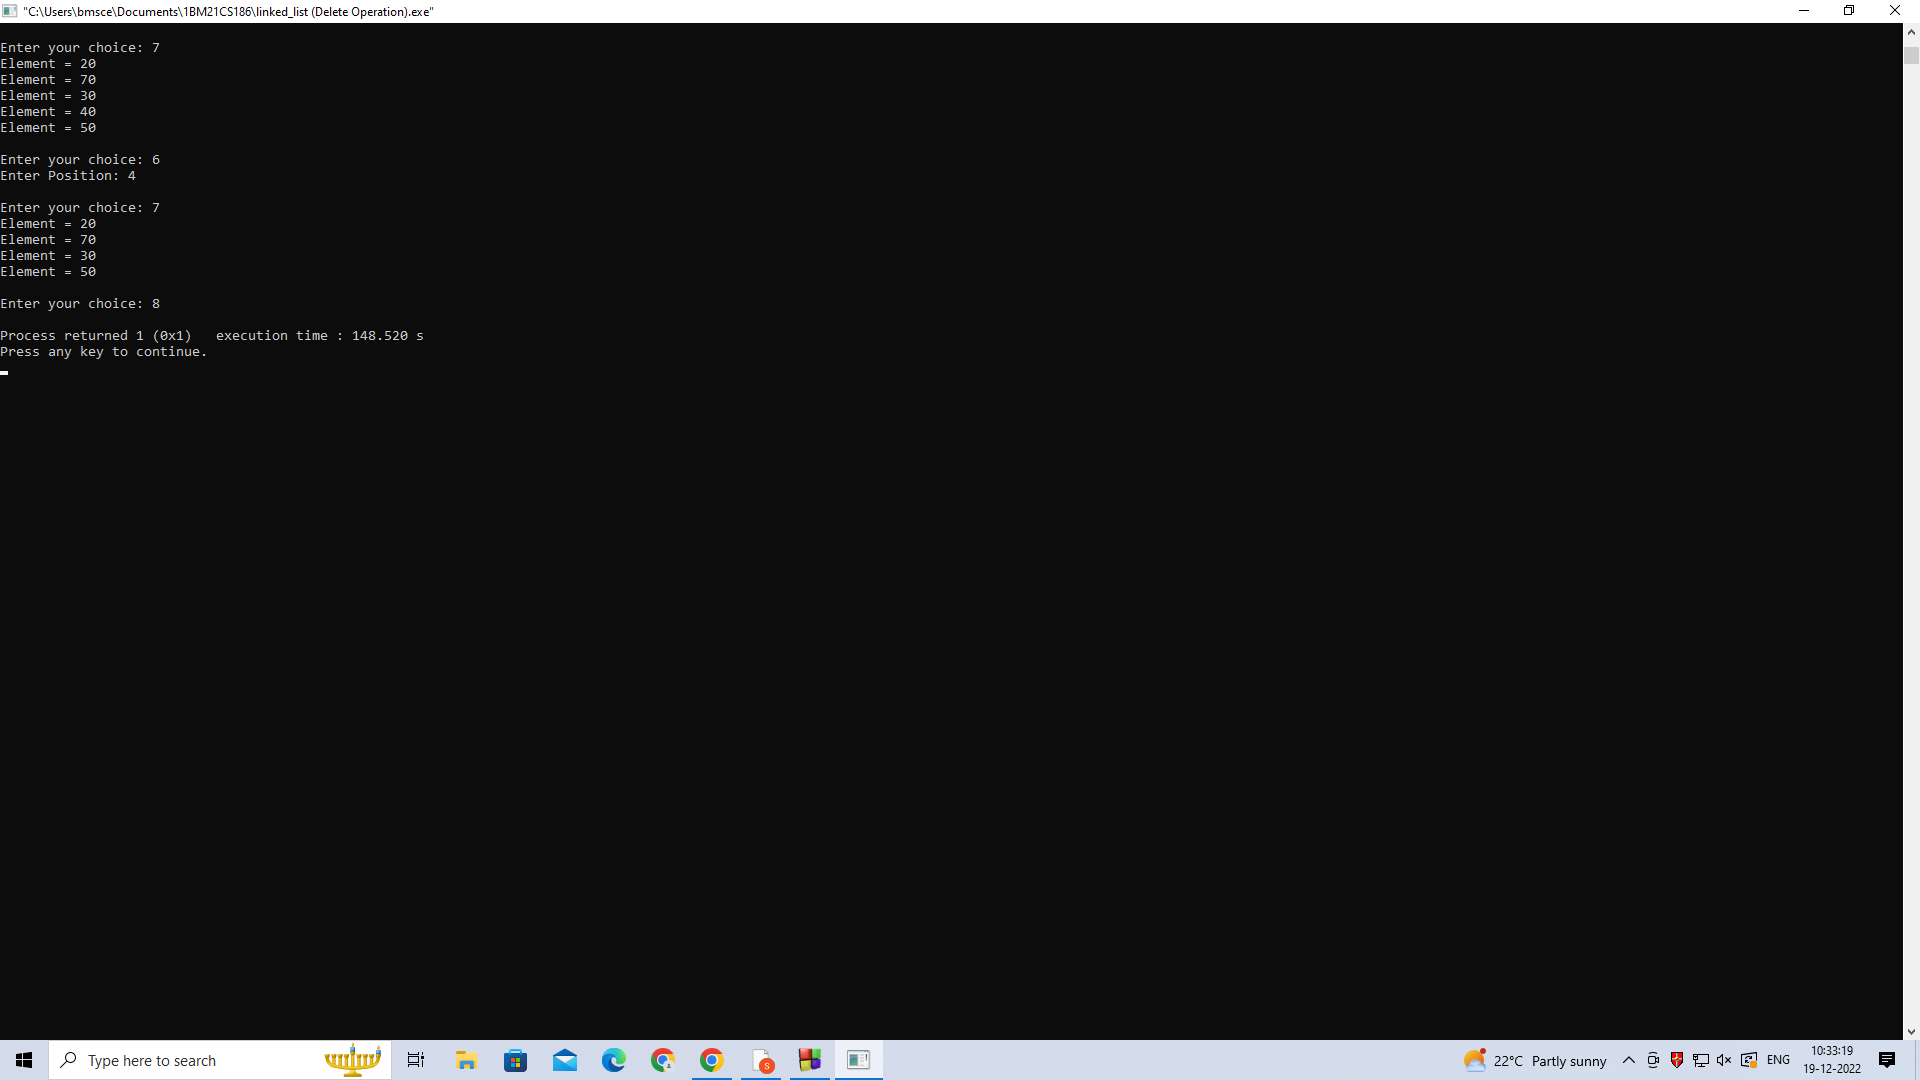 "C:\Users\bmsce\Documents\1BM21CS186\linked_list (Delete Operation).exe"
Enter your choice: 7
Element = 20
Element = 70
Element = 30
Element = 40
Element = 50
Enter your choice: 6
Enter Position: 4
Enter your choice: 7
Element = 20
Element = 70
Element = 30
Element = 50
Enter your choice: 8
Process returned 1 (0x1)   execution time : 148.520 s
Press any key to continue.
Type here to search
S
22°C Partly sunny
ENG
10:33:19
19-12-2022